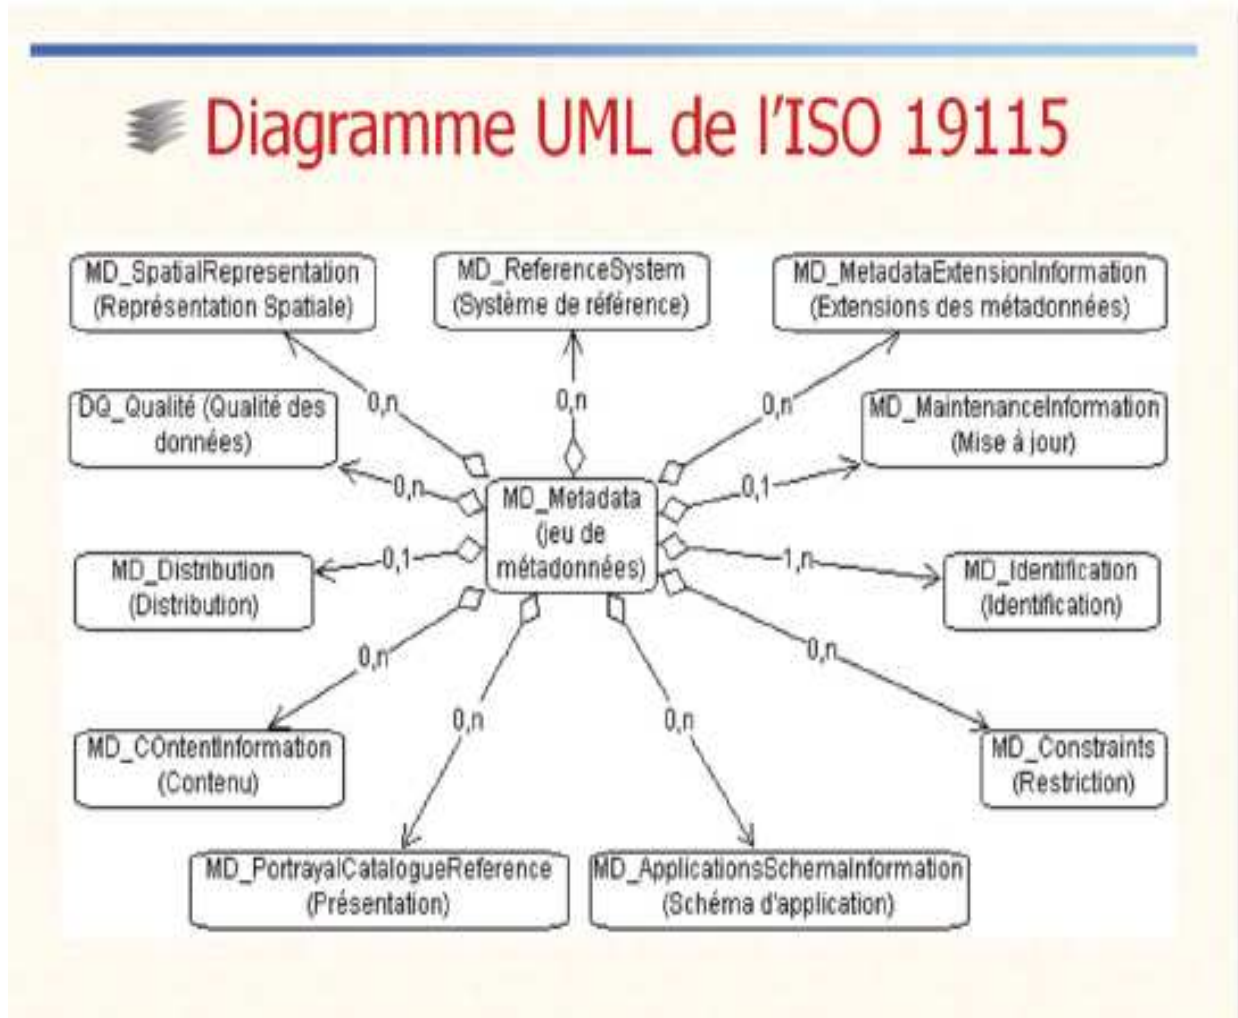 Diagramme UML de l'ISO 19115
MD_SpatialRepresentation
(Représentation Spatiale)
MD_ReferenceSystem
(Système de référence)
MD_MetadataExtensionInformation
(Extensions des métadonnées)
0,n
0,n
0,n
DQ_Qualité (Qualité des
données)
MD_MaintenanceInformation
(Mise à jour)
0,n
0,1
MD_Metadata
(jeu de
métadonnées)
MD_Distribution
(Distribution)
0,1
1,n
MD_Identification
(Identification)
0,n
0,n
MD_COntentInformation
(Contenu)
0,n
0,n
MD_Constraints
(Restriction)
MD_PortrayalCatalogueReference
(Présentation)
MD_ApplicationsSchemaInformation
(Schéma d'application)